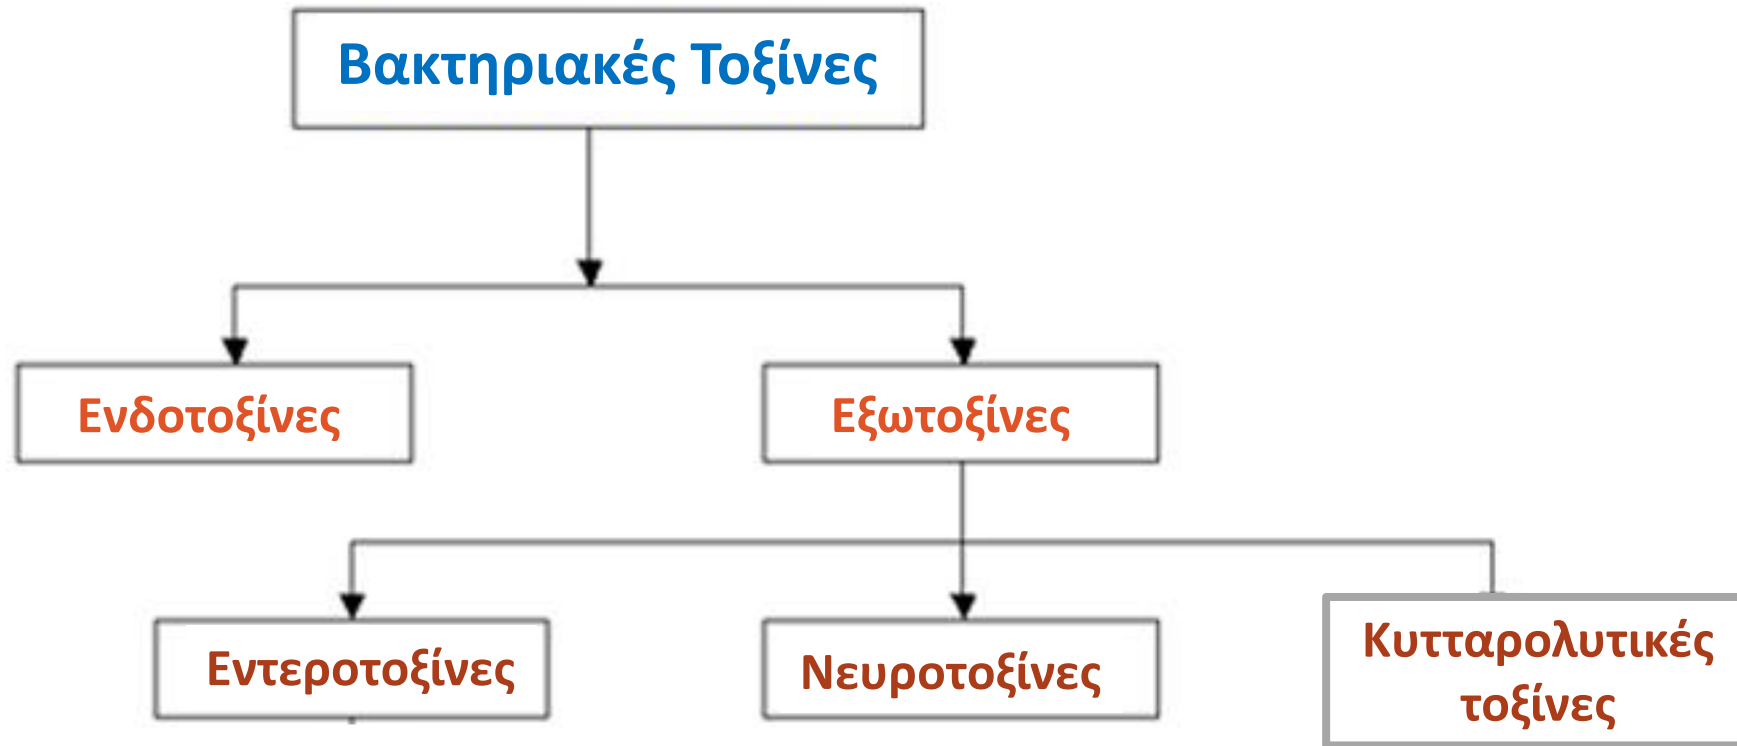 Βακτηριακές Τοξίνες
Ενδοτοξίνες
Εξωτοξίνες
Εντεροτοξίνες
Νευροτοξίνες
Κυτταρολυτικές
τοξίνες